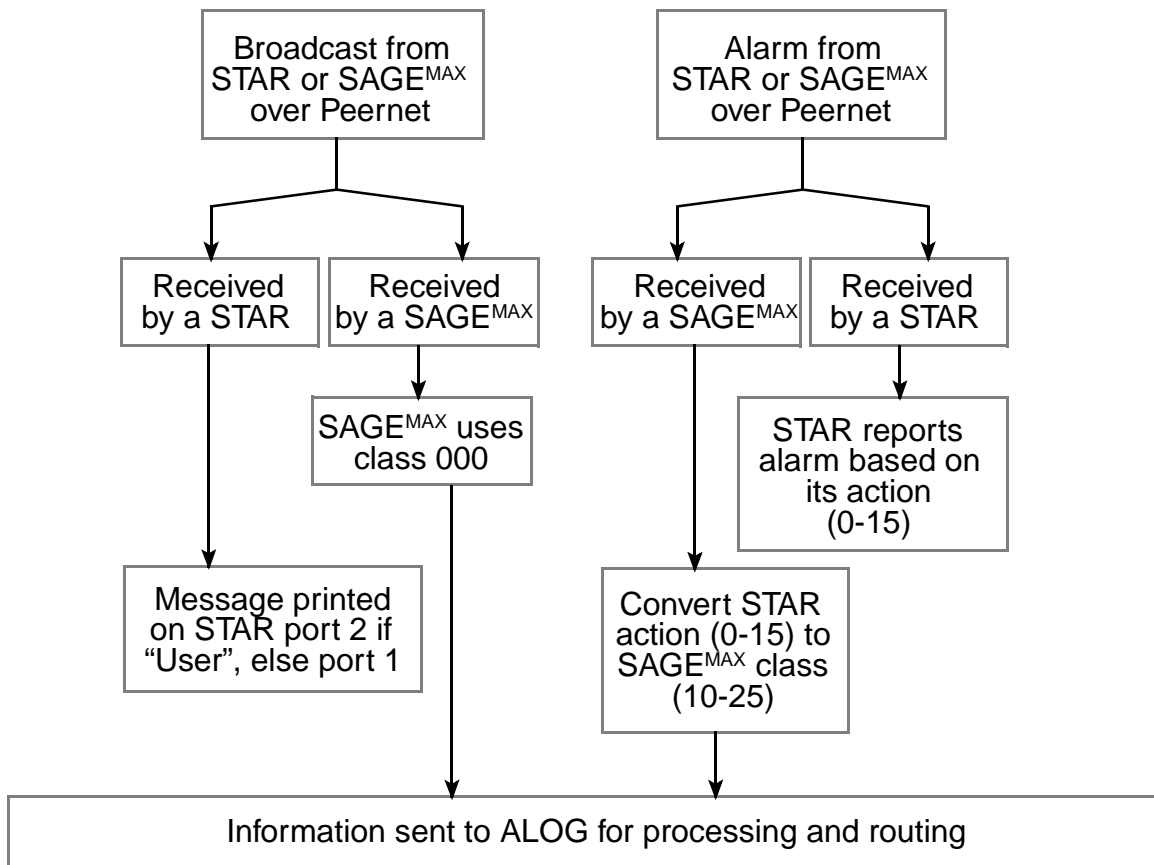 Broadcast from
STAR or SAGEMAX
over Peernet
Alarm from
STAR or SAGEMAX
over Peernet
Received
by a STAR
Received
by a SAGEMAX
Received
by a SAGEMAX
Received
by a STAR
SAGEMAX uses
class 000
STAR reports
alarm based on
its action
(0-15)
Message printed
on STAR port 2 if
“User”, else port 1
Convert STAR
action (0-15) to
SAGEMAX class
(10-25)
Information sent to ALOG for processing and routing